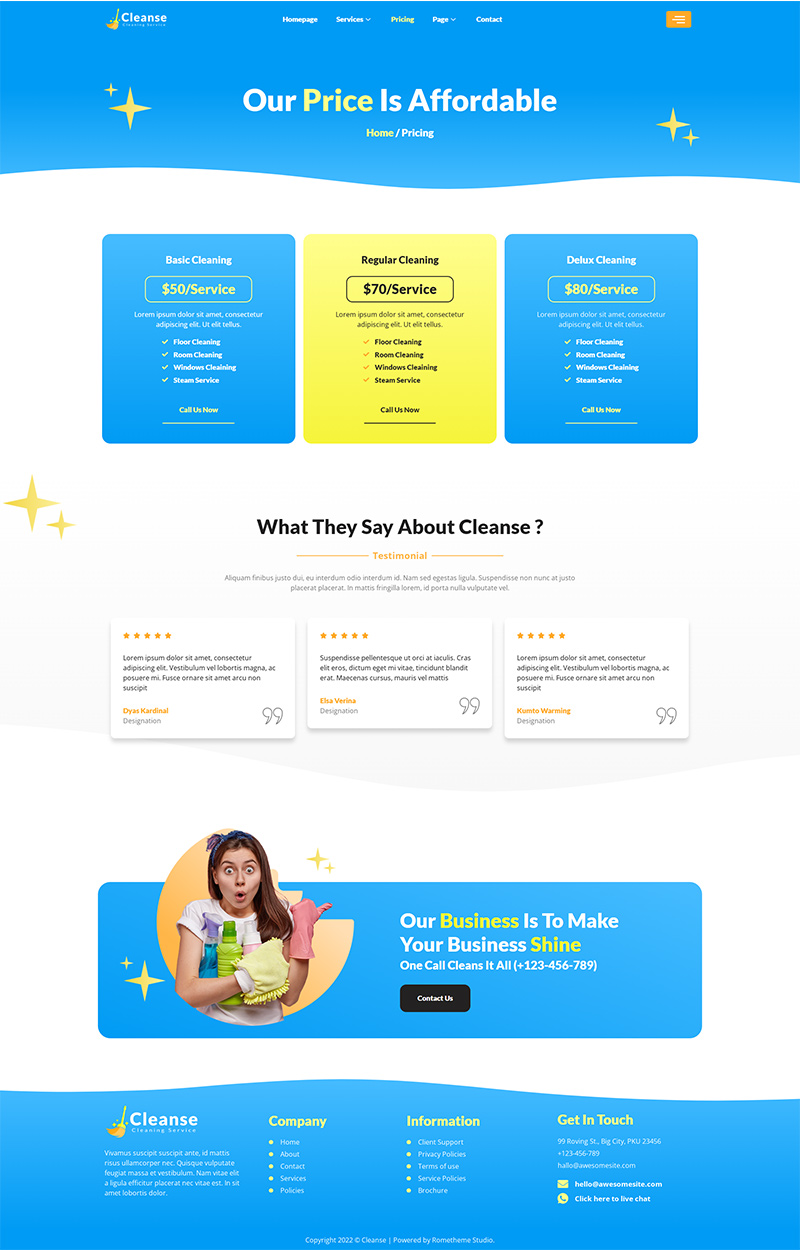 Cleanse
Cleaning Service
Homepage
Services
Pricing
Page
Contact
Our Price Is Affordable
Home / Pricing
Basic Cleaning
$50/Service
Lorem ipsum dolor sit amet, consectetur
adipiscing elit. Ut elit tellus.
Floor Cleaning
Room Cleaning
Windows Cleaining
Steam Service
Call Us Now
Regular Cleaning
$70/Service
Lorem ipsum dolor sit amet, consectetur
adipiscing elit. Ut elit tellus.
Floor Cleaning
Room Cleaning
Windows Cleaining
Steam Service
Call Us Now
Delux Cleaning
$80/Service
Lorem ipsum dolor sit amet, consectetur
adipiscing elit. Ut elit tellus.
Floor Cleaning
Room Cleaning
Windows Cleaining
Steam Service
Call Us Now
What They Say About Cleanse ?
Testimonial
Aliquam finibus justo dui, eu interdum odio interdum id. Nam sed egestas ligula. Suspendisse non nunc at justo
placerat placerat. In mattis fringilla lorem, id porta nulla vulputate vel.
Lorem ipsum dolor sit amet, consectetur
adipiscing elit. Vestibulum vel lobortis magna, ac
posuere mi. Fusce ornare sit amet arcu non
suscipit
Dyas Kardinal
Designation
Suspendisse pellentesque ut orci at iaculis. Cras
elit eros, dictum eget mi vitae, tincidunt blandit
erat. Maecenas cursus, mauris vel mattis
Elsa Verina
Designation
Lorem ipsum dolor sit amet, consectetur
adipiscing elit. Vestibulum vel lobortis magna, ac
posuere mi. Fusce ornare sit amet arcu non
suscipit
Kumto Warming
Designation
Our Business Is To Make
Your Business Shine
One Call Cleans It All (+123-456-789)
Contact Us
Cleanse
Cleaning Service
Vivamus suscipit suscipit ante, id mattis
risus ullamcorper nec. Quisque vulputate
feugiat massa et vestibulum. Nam vitae elit
a ligula efficitur placerat nec vitae est. In sit
amet lobortis dolor.
Company
Home
About
Contact
Services
Policies
Information
Client Support
Privacy Policies
Terms of use
Service Policies
Brochure
Get In Touch
99 Roving St., Big City, PKU 23456
+123-456-789
hallo@awesomesite.com
hello@awesomesite.com
Click here to live chat
Copyright 2022 © Cleanse | Powered by Rometheme Studio.